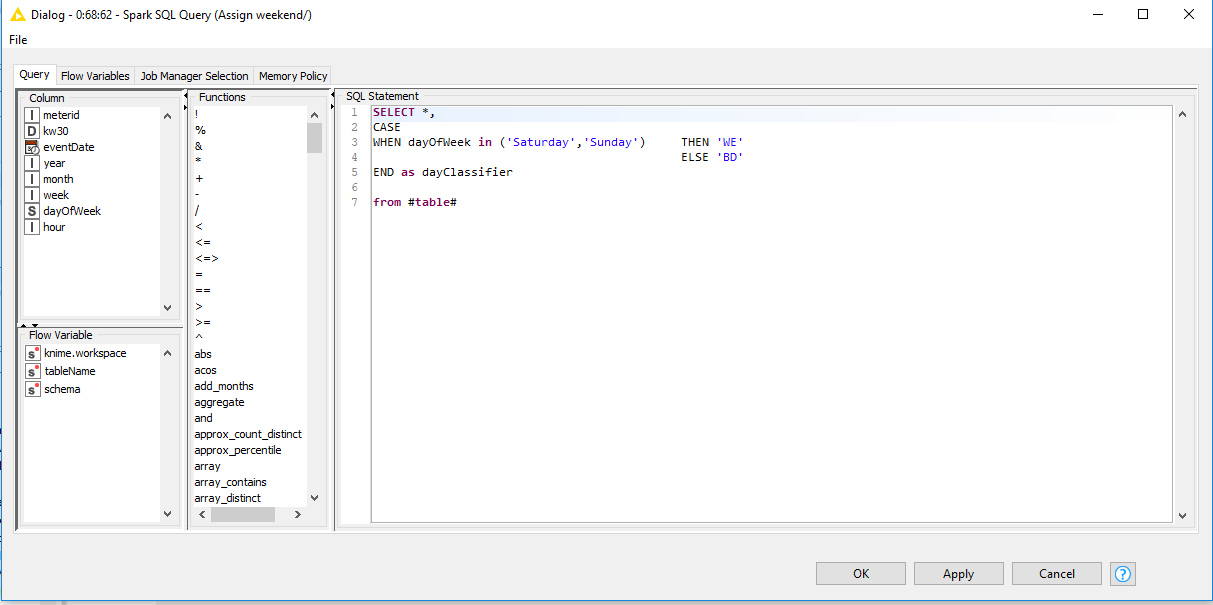 Dialog - 0:68:62 - Spark SQL Query (Assign weekend/)
File
Query Flow Variables Job Manager Selection Memory Policy
Column
I meterid
D kw30
eventDate
I year
I month
I week
S dayOfWeek
I hour
Flow Variable
s knime.workspace
s tableName
s schema
Functions
!
%
&
*
+
-
/
<
<=
<=>
=
==
>
>=
^
abs
acos
add_months
aggregate
and
approx_count_distinct
approx_percentile
array
array_contains
array_distinct
SQL Statement
1 SELECT *,
2 CASE
3 WHEN dayOfWeek in ('Saturday','Sunday') THEN 'WE'
4 ELSE 'BD'
5 END as dayClassifier
6
7 from #table#
OK Apply Cancel ?